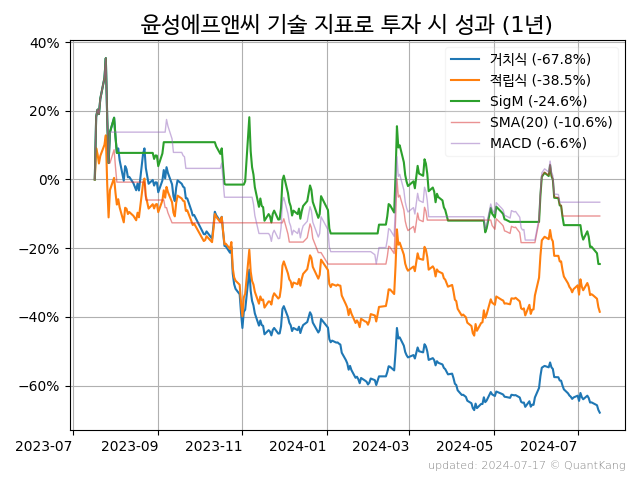 윤성에프앤씨 기술 지표로 투자 시 성과 (1년)
40%
20%
0%
−20%
−40%
−60%
거치식 (-67.8%)
적립식 (-38.5%)
SigM (-24.6%)
SMA(20) (-10.6%)
MACD (-6.6%)
2023-07
2023-09
2023-11
2024-01
2024-03
2024-05
2024-07
updated: 2024-07-17 © QuantKang